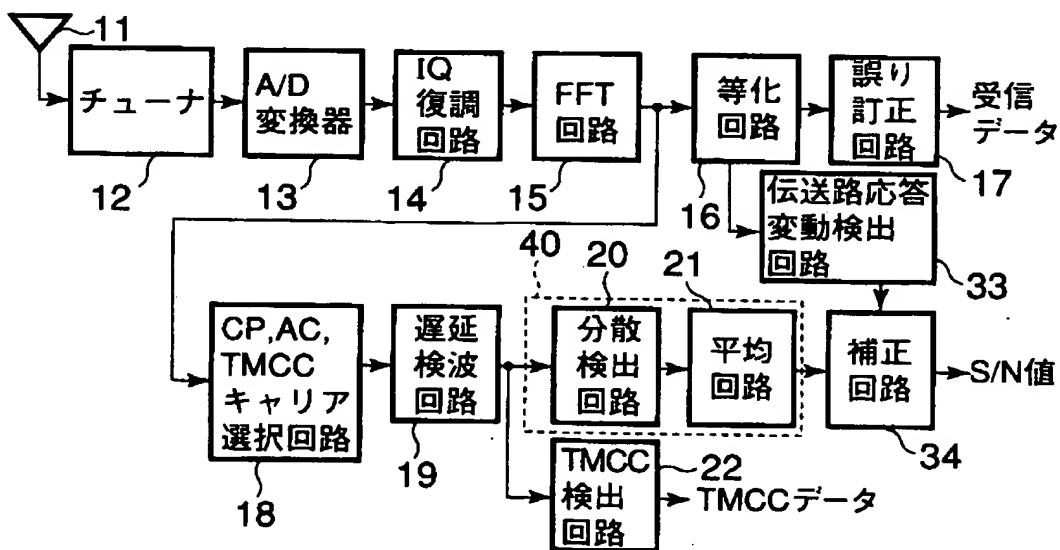 11
チューナ
12
A/D
変換器
13
IQ
復調
回路
14
FFT
回路
15
等化
回路
16
誤り
訂正
回路
17
受信
データ
伝送路応答
変動検出
回路
33
CP,AC,
TMCC
キャリア
選択回路
18
遅延
検波
回路
19
40
分散
検出
回路
20
平均
回路
21
補正
回路
34
S/N値
TMCC
検出
回路
22
TMCCデータ